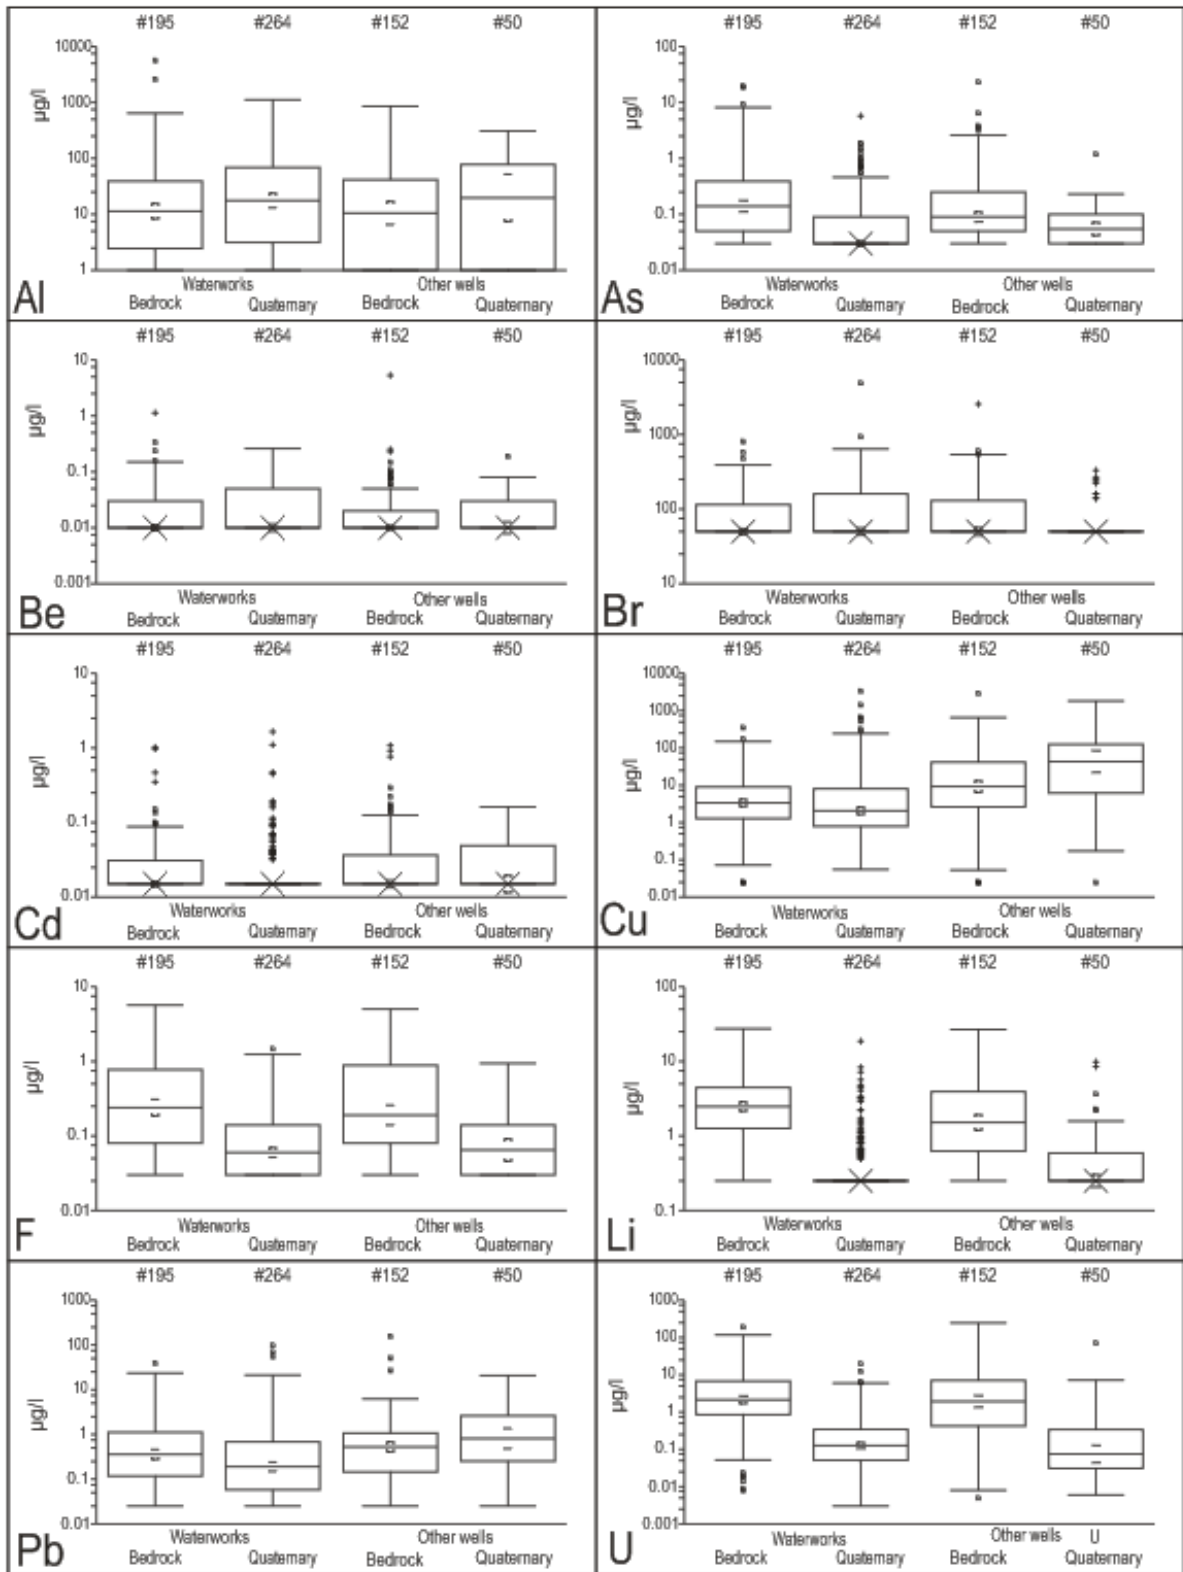 #195 #264 #152 #50
10000
1000
100
10
1
µg/l
Waterworks Other wells
Bedrock Quaternary Bedrock Quaternary
Al
#195 #264 #152 #50
100
10
1
0.1
0.01
µg/l
Waterworks Other wells
Bedrock Quaternary Bedrock Quaternary
As
#195 #264 #152 #50
10
1
0.1
0.01
0.001
µg/l
Waterworks Other wells
Bedrock Quaternary Bedrock Quaternary
Be
#195 #264 #152 #50
10000
1000
100
10
µg/l
Waterworks Other wells
Bedrock Quaternary Bedrock Quaternary
Br
#195 #264 #152 #50
10
1
0.1
0.01
µg/l
Waterworks Other wells
Bedrock Quaternary Bedrock Quaternary
Cd
#195 #264 #152 #50
10000
1000
100
10
1
0.1
0.01
µg/l
Waterworks Other wells
Bedrock Quaternary Bedrock Quaternary
Cu
#195 #264 #152 #50
10
1
0.1
0.01
µg/l
Waterworks Other wells
Bedrock Quaternary Bedrock Quaternary
F
#195 #264 #152 #50
100
10
1
0.1
µg/l
Waterworks Other wells
Bedrock Quaternary Bedrock Quaternary
Li
#195 #264 #152 #50
1000
100
10
1
0.1
0.01
µg/l
Waterworks Other wells
Bedrock Quaternary Bedrock Quaternary
Pb
#195 #264 #152 #50
1000
100
10
1
0.1
0.01
0.001
µg/l
Waterworks Other wells U
Bedrock Quaternary Bedrock Quaternary
U